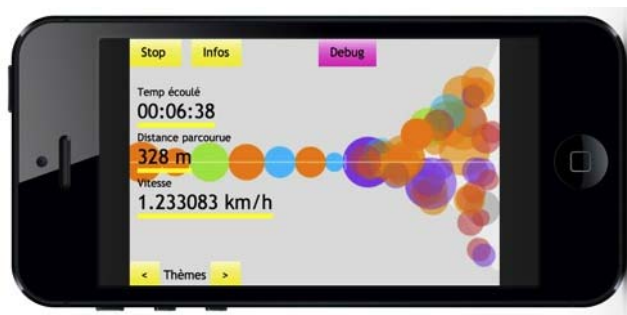 Stop Infos Debug
Temp écoulé
00:06:38
Distance parcourue
328 m
Vitesse
1.233083 km/h
< Thèmes >